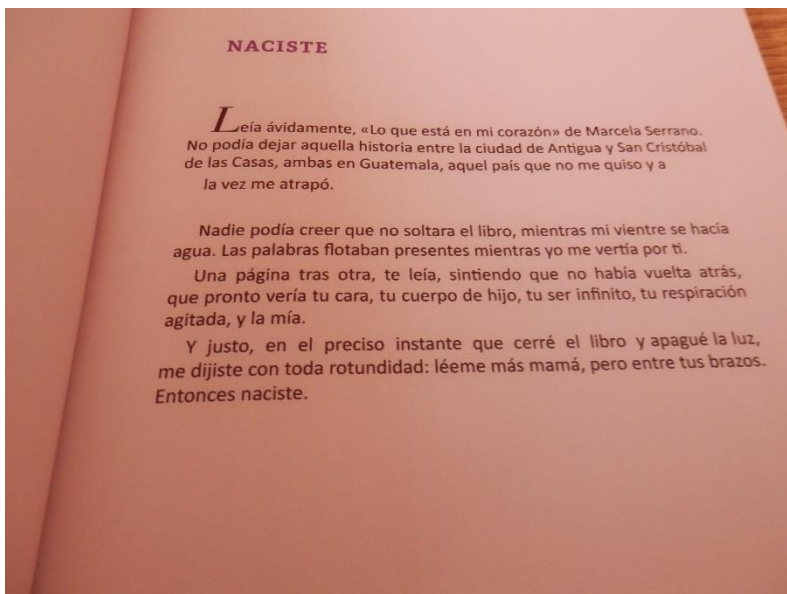 NACISTE
Leía ávidamente, «Lo que está en mi corazón» de Marcela Serrano.
No podía dejar aquella historia entre la ciudad de Antigua y San Cristóbal
de las Casas, ambas en Guatemala, aquel país que no me quiso y a
la vez me atrapó.
Nadie podía creer que no soltara el libro, mientras mi vientre se hacía
agua. Las palabras flotaban presentes mientras yo me vertía por ti.
Una página tras otra, te leía, sintiendo que no había vuelta atrás,
que pronto vería tu cara, tu cuerpo de hijo, tu ser infinito, tu respiración
agitada, y la mía.
Y justo, en el preciso instante que cerré el libro y apagué la luz,
me dijiste con toda rotundidad: léeme más mamá, pero entre tus brazos.
Entonces naciste.